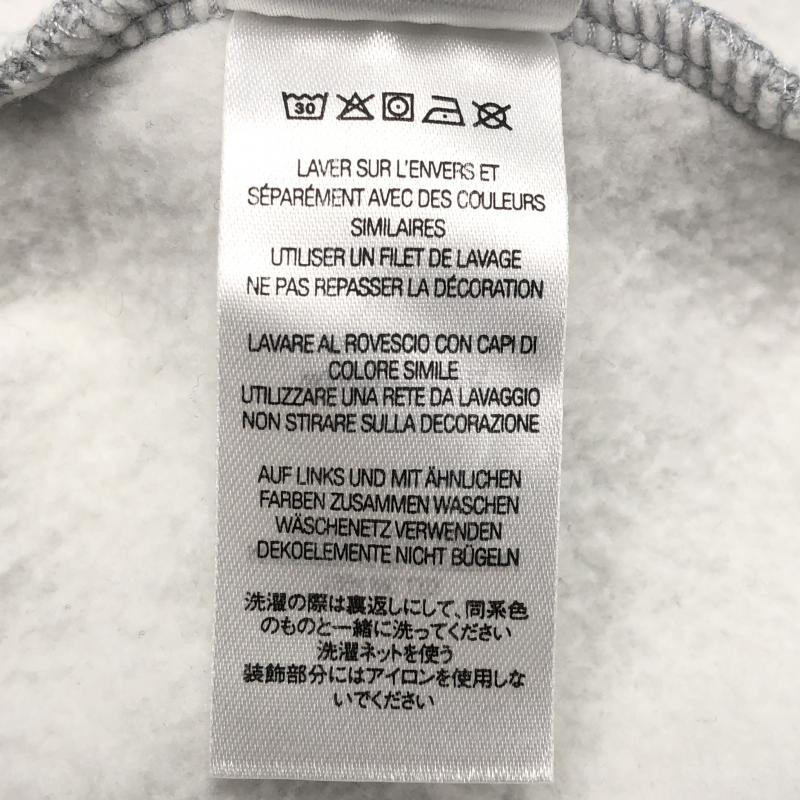 30
LAVER SUR L'ENVERS ET
SÉPARÉMENT AVEC DES COULEURS
SIMILAIRES
UTILISER UN FILET DE LAVAGE
NE PAS REPASSER LA DÉCORATION
LAVARE AL ROVESCIO CON CAPI DI
COLORE SIMILE
UTILIZZARE UNA RETE DA LAVAGGIO
NON STIRARE SULLA DECORAZIONE
AUF LINKS UND MIT ÄHNLICHEN
FARBEN ZUSAMMEN WASCHEN
WÄSCHENETZ VERWENDEN
DEKOELEMENTE NICHT BÜGELN
洗濯の際は裏返しにして、同系色
のものと一緒に洗ってください
洗濯ネットを使う
装飾部分にはアイロンを使用しな
いでください